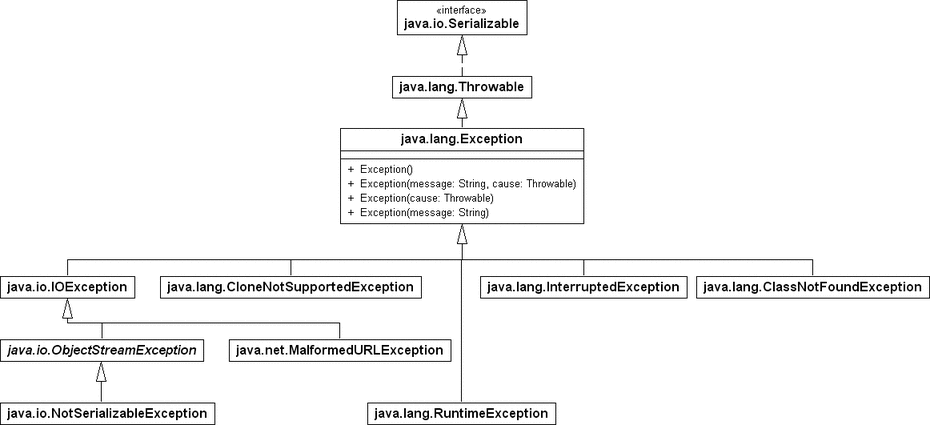 «interface»
java.io.Serializable
java.lang.Throwable
java.lang.Exception
+ Exception()
+ Exception(message: String, cause: Throwable)
+ Exception(cause: Throwable)
+ Exception(message: String)
java.io.IOException
java.lang.CloneNotSupportedException
java.lang.InterruptedException
java.lang.ClassNotFoundException
java.io.ObjectStreamException
java.net.MalformedURLException
java.io.NotSerializableException
java.lang.RuntimeException